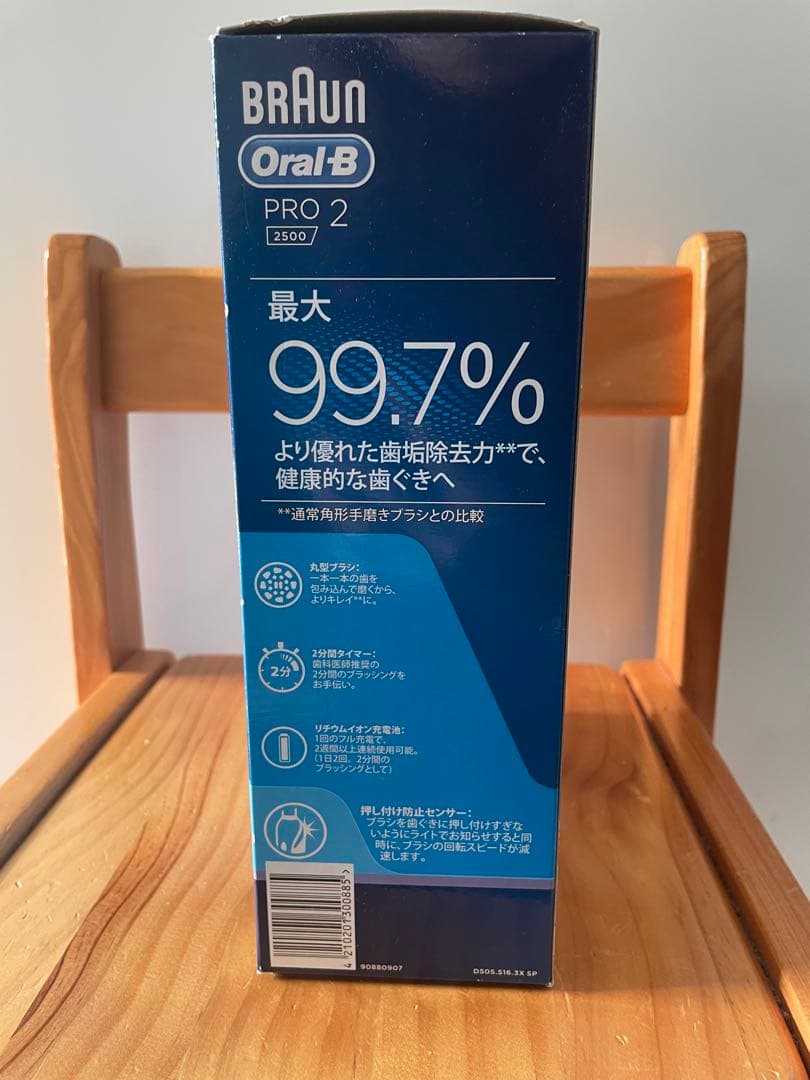 BRAUN
Oral-B
PRO 2
2500
最大
99.7%
より優れた歯垢除去力**で、
健康的な歯ぐきへ
**通常角形手磨きブラシとの比較
丸型ブラシ:
一本一本の歯を
包み込んで磨くから、
よりキレイ**に。
2分
2分間タイマー:
歯科医師推奨の
2分間のブラッシングを
お手伝い。
リチウムイオン充電池:
1回のフル充電で、
2週間以上連続使用可能。
(1日2回、2分間の
ブラッシングとして)
押し付け防止センサー:
ブラシを歯ぐきに押し付けすぎな
いようにライトでお知らせすると同
時に、ブラシの回転スピードが減
速します。
4 210201 300885 >
90880907
D505.516.3X SP